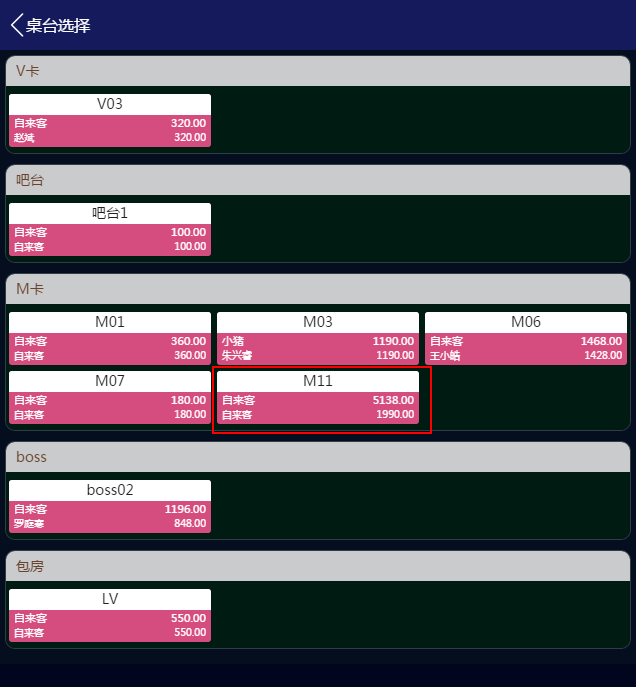 桌台选择
V卡
V03
自来客 320.00
赵斌 320.00
吧台
吧台1
自来客 100.00
自来客 100.00
M卡
M01
自来客 360.00
自来客 360.00
M03
小猪 1190.00
朱兴睿 1190.00
M06
自来客 1468.00
王小皓 1428.00
M07
自来客 180.00
自来客 180.00
M11
自来客 5138.00
自来客 1990.00
boss
boss02
自来客 1196.00
罗庭骞 848.00
包房
LV
自来客 550.00
自来客 550.00